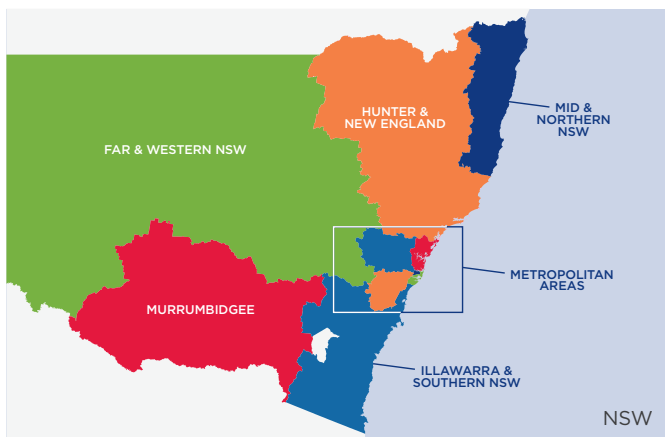 HUNTER &
NEW ENGLAND
MID &
NORTHERN
NSW
FAR & WESTERN NSW
METROPOLITAN
AREAS
MURRUMBIDGEE
ILLAWARRA &
SOUTHERN NSW
NSW